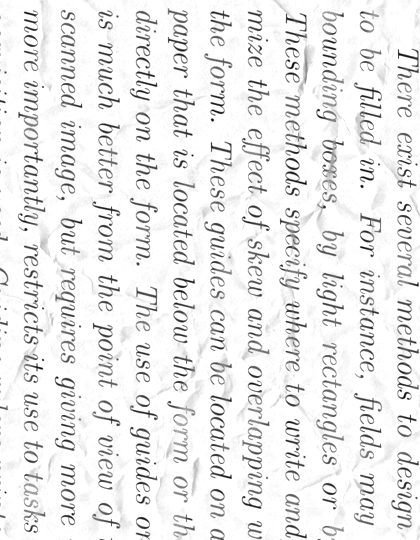 There exist several methods to design
to be filled in. For instance, fields may
bounding boxes, by light rectangles or
These methods specify where to write and
mize the effect of skew and overlapping
the form. These guides can be located on a
paper that is located below the form or
directly on the form. The use of guides on
is much better from the point of view of
scanned image, but requires giving more
more importantly, restricts its use to tasks